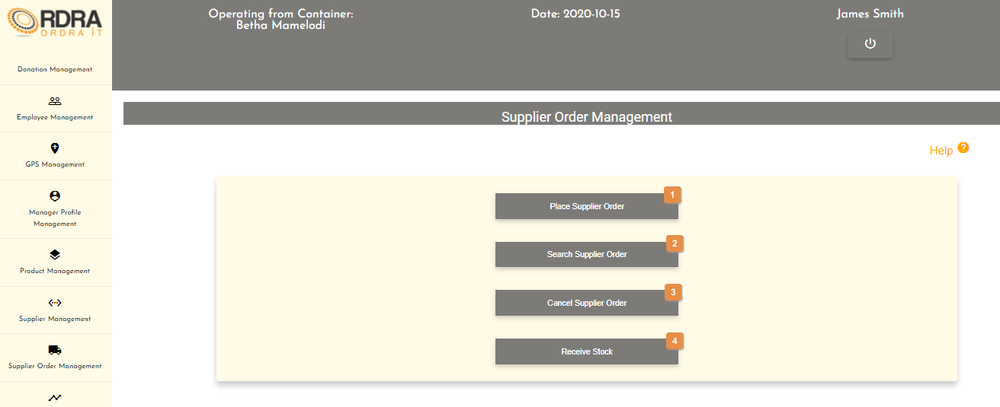 RDRA
ORDRA IT
Donation Management
Employee Management
GPS Management
Manager Profile
Management
Product Management
Supplier Management
Supplier Order Management
Operating from Container:
Betha Mamelodi
Date: 2020-10-15
James Smith
Supplier Order Management
Help ?
1
Place Supplier Order
2
Search Supplier Order
3
Cancel Supplier Order
4
Receive Stock